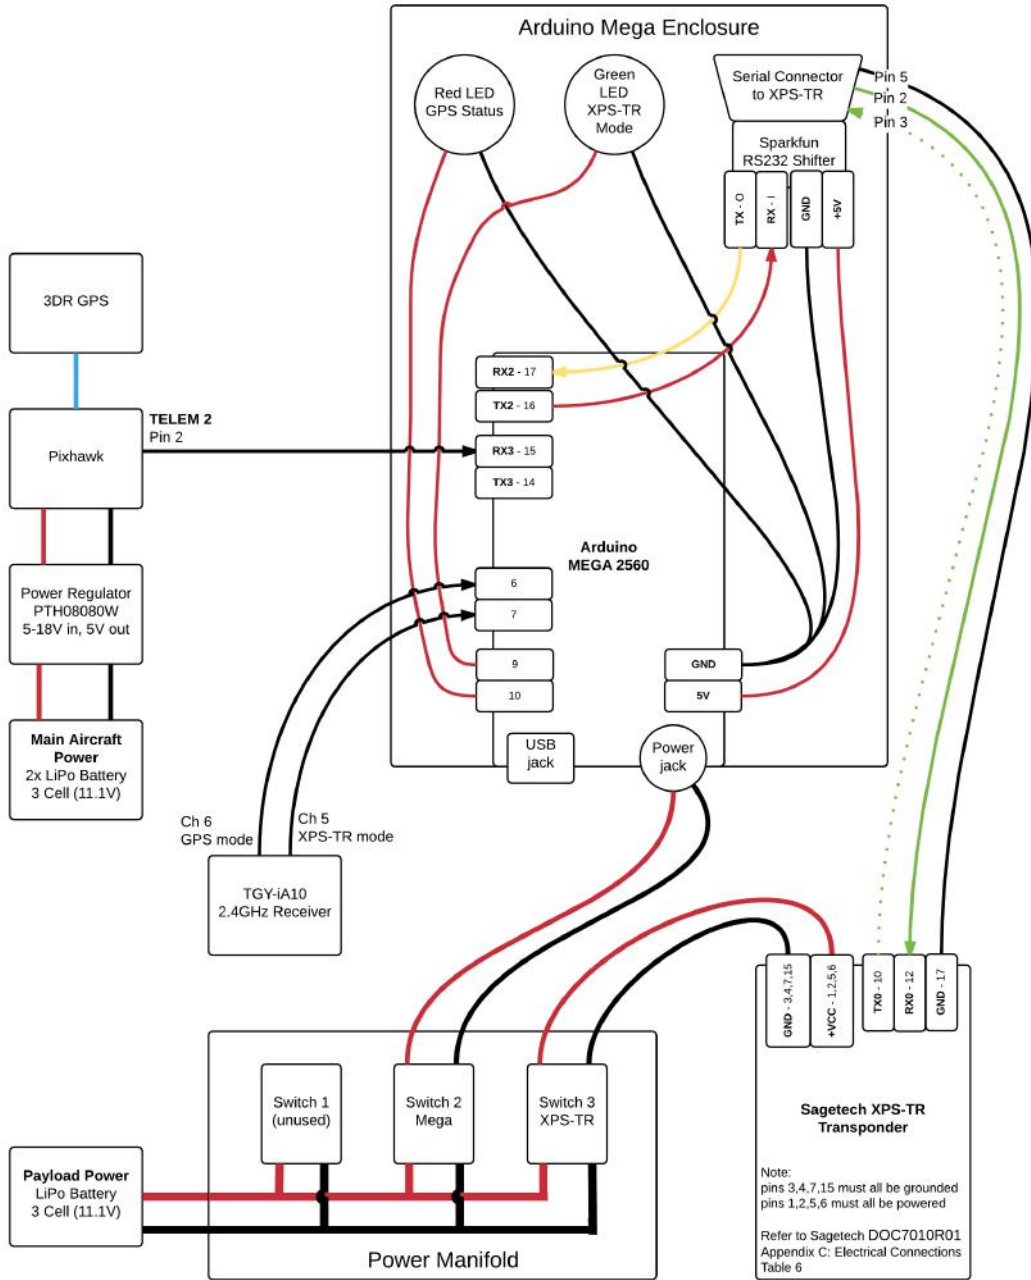 Arduino Mega Enclosure
Red LED
GPS Status
Green
LED
XPS-TR
Mode
Serial Connector
to XPS-TR
Pin 5
Pin 2
Pin 3
Sparkfun
RS232 Shifter
TX - O
RX - I
GND
+5V
3DR GPS
RX2 - 17
TX2 - 16
RX3 - 15
TX3 - 14
TELEM 2
Pin 2
Pixhawk
Arduino
MEGA 2560
6
7
9
10
GND
5V
Power Regulator
PTH08080W
5-18V in, 5V out
Main Aircraft
Power
2x LiPo Battery
3 Cell (11.1V)
USB
jack
Power
jack
Ch 6
GPS mode
Ch 5
XPS-TR mode
TGY-iA10
2.4GHz Receiver
GND - 3,4,7,15
+VCC - 1,2,5,6
TX0 - 10
RX0 - 12
GND - 17
Switch 1
(unused)
Switch 2
Mega
Switch 3
XPS-TR
Sagetech XPS-TR
Transponder
Note:
pins 3,4,7,15 must all be grounded
pins 1,2,5,6 must all be powered
Refer to Sagetech DOC7010R01
Appendix C: Electrical Connections
Table 6
Payload Power
LiPo Battery
3 Cell (11.1V)
Power Manifold